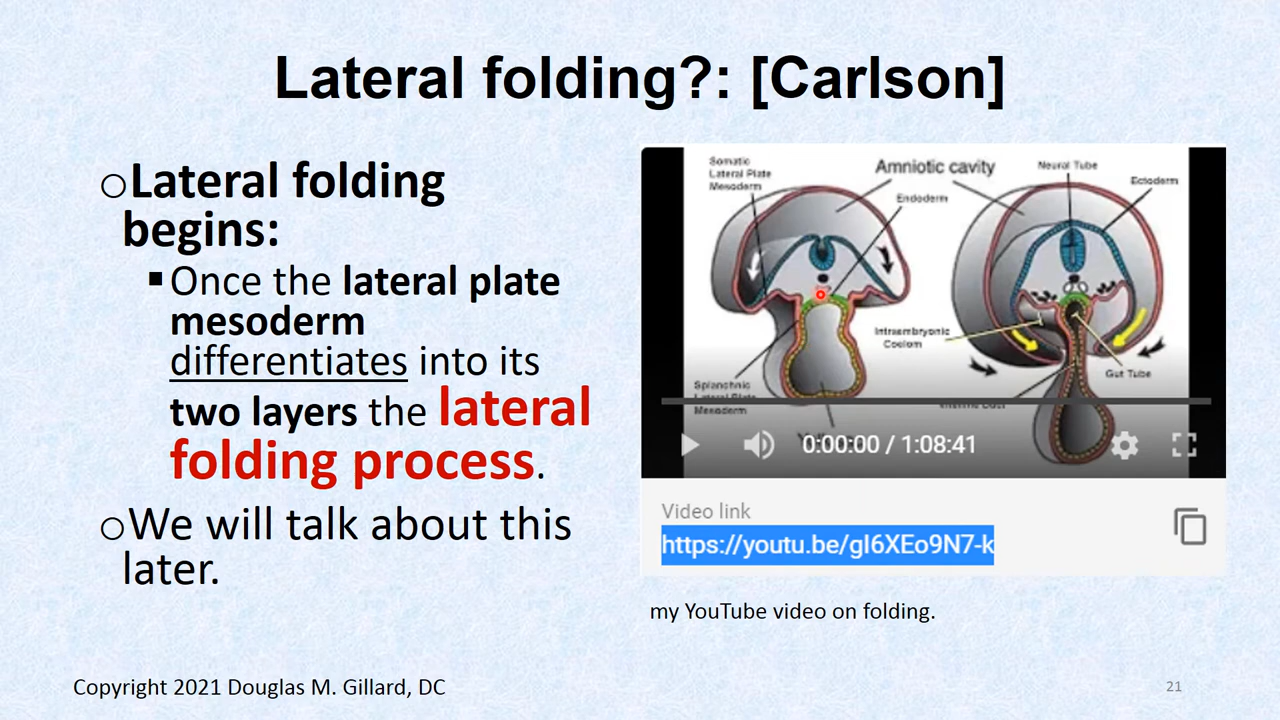 Lateral folding?: [Carlson]
Lateral folding
begins:
Once the lateral plate
mesoderm
differentiates into its
two layers the lateral
folding process.
We will talk about this
later.
Somatic
Lateral Plate
Mesoderm
Amniotic cavity
Neural Tube
Ectoderm
Endoderm
Intraembryonic
Coelom
Gut Tube
Splanchnic
Lateral Plate
Mesoderm
0:00:00 / 1:08:41
Video link
https://youtu.be/gI6XEo9N7-k
my YouTube video on folding.
Copyright 2021 Douglas M. Gillard, DC
21